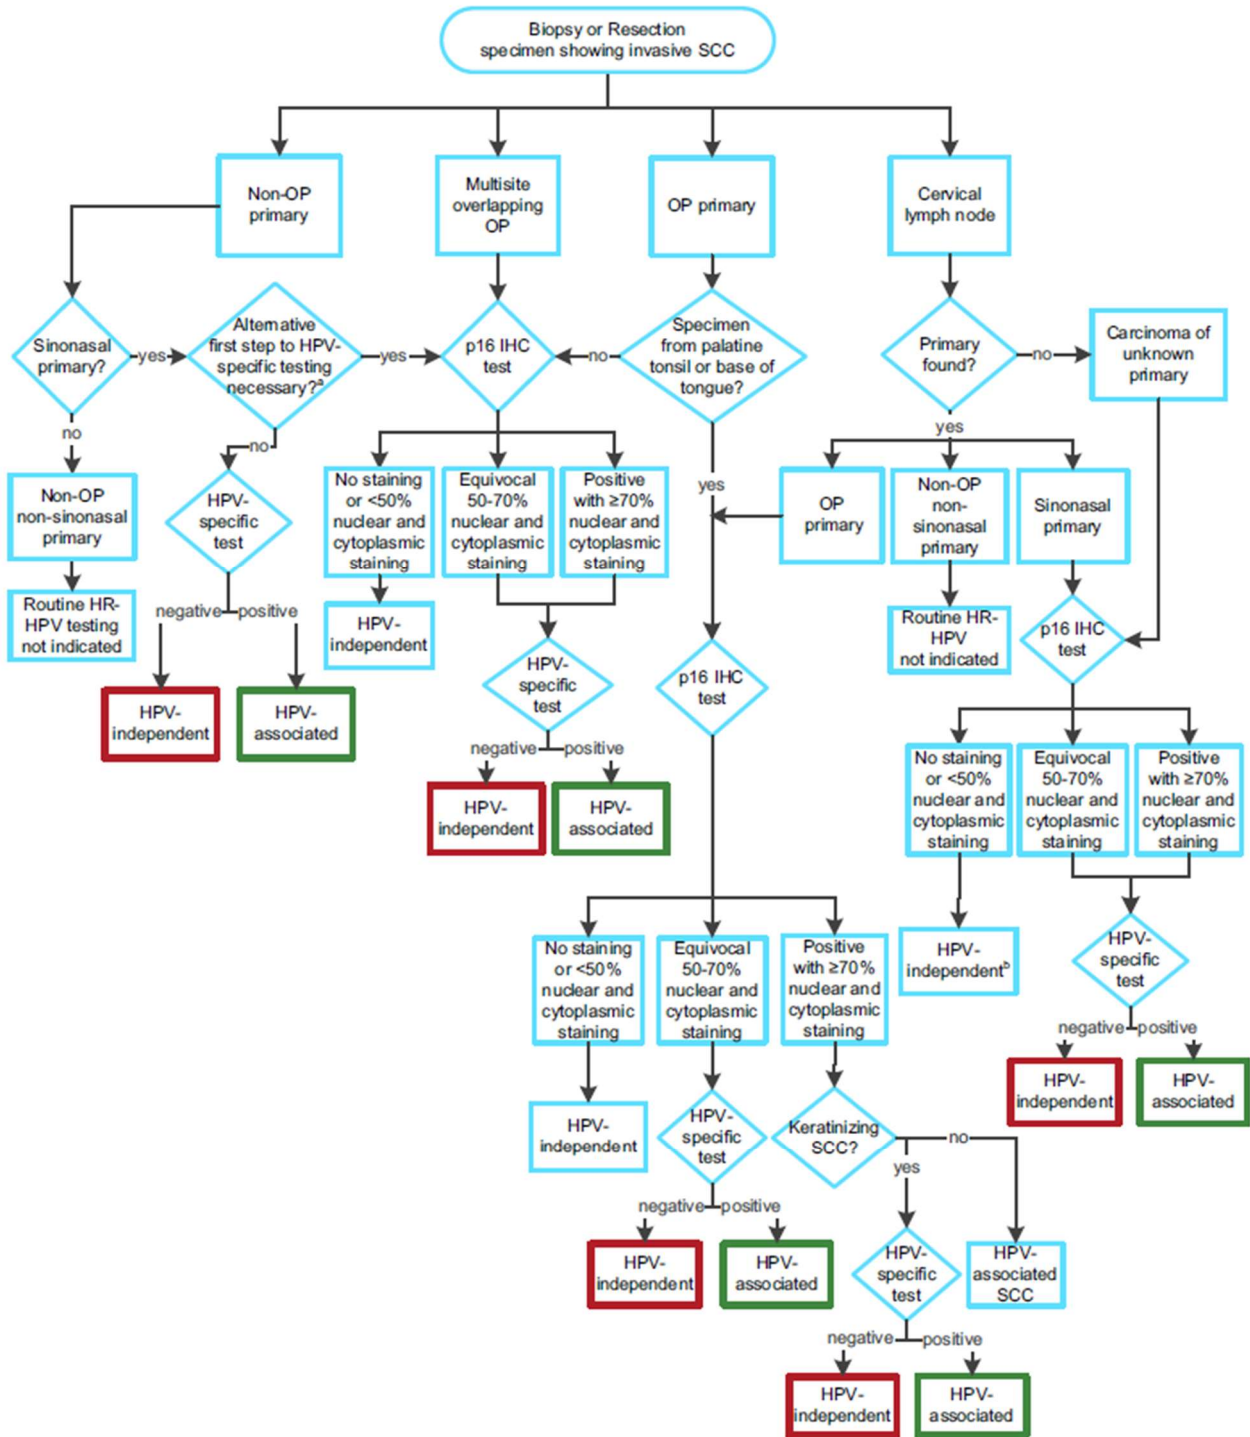 Biopsy or Resection
specimen showing invasive SCC
Non-OP
primary
Multisite
overlapping
OP
OP primary
Cervical
lymph node
Sinonasal
primary?
yes
Alternative
first step to HPV-
specific testing
necessary?a
yes
p16 IHC
test
no
Specimen
from palatine
tonsil or base of
tongue?
Primary
found?
no
Carcinoma of
unknown
primary
no
no
yes
yes
Non-OP
non-sinonasal
primary
HPV-
specific
test
No staining
or <50%
nuclear and
cytoplasmic
staining
Equivocal
50-70%
nuclear and
cytoplasmic
staining
Positive
with ≥70%
nuclear and
cytoplasmic
staining
OP
primary
Non-OP
non-
sinonasal
primary
Sinonasal
primary
Routine HR-
HPV testing
not indicated
negative
positive
HPV-
independent
HPV-
associated
HPV-
independent
HPV-
specific
test
negative
positive
HPV-
independent
HPV-
associated
p16 IHC
test
Routine HR-
HPV
not indicated
p16 IHC
test
No staining
or <50%
nuclear and
cytoplasmic
staining
Equivocal
50-70%
nuclear and
cytoplasmic
staining
Positive
with ≥70%
nuclear and
cytoplasmic
staining
HPV-
independentb
HPV-
specific
test
negative
positive
HPV-
independent
HPV-
associated
No staining
or <50%
nuclear and
cytoplasmic
staining
Equivocal
50-70%
nuclear and
cytoplasmic
staining
Positive
with ≥70%
nuclear and
cytoplasmic
staining
HPV-
independent
HPV-
specific
test
Keratinizing
SCC?
no
yes
negative
positive
HPV-
independent
HPV-
associated
HPV-
specific
test
HPV-
associated
SCC
negative
positive
HPV-
independent
HPV-
associated